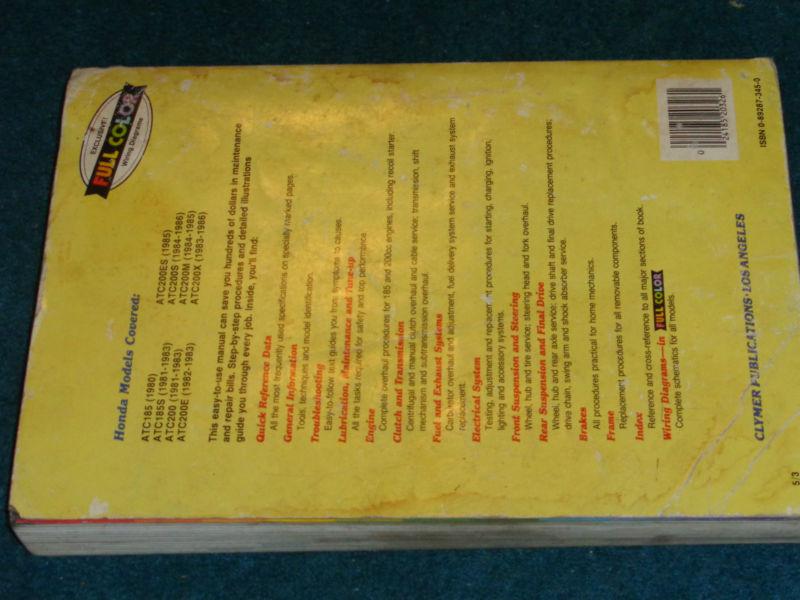 EXCLUSIVE!
FULL COLOR
Wiring Diagrams
Honda Models Covered:
ATC185 (1980)
ATC185S (1981-1983)
ATC200 (1981-1983)
ATC200E (1982-1983)
ATC200ES (1985)
ATC200S (1984-1986)
ATC200M (1984-1985)
ATC200X (1983-1986)
This easy-to-use manual can save you hundreds of dollars in maintenance
and repair bills. Step-by-step procedures and detailed illustrations
guide you through every job. Inside, you'll find:
Quick Reference Data
All the most frequently used specifications on specially marked pages.
General Information
Tools, techniques and model identification.
Troubleshooting
Easy-to-follow text guides you from symptoms to causes.
Lubrication, Maintenance and Tune-up
All the tasks required for safety and top performance.
Engine
Complete overhaul procedures for 185 and 200cc engines, including recoil starter.
Clutch and Transmission
Centrifugal and manual clutch overhaul and cable service; transmission, shift
mechanism and subtransmission overhaul.
Fuel and Exhaust Systems
Carburetor overhaul and adjustment, fuel delivery system service and exhaust system
replacement.
Electrical System
Testing, adjustment and replacement procedures for starting, charging, ignition,
lighting and accessory systems.
Front Suspension and Steering
Wheel, hub and tire service; steering head and fork overhaul.
Rear Suspension and Final Drive
Wheel, hub and rear axle service; drive shaft and final drive replacement procedures;
drive chain, swing arm and shock absorber service.
Brakes
All procedures practical for home mechanics.
Frame
Replacement procedures for all removable components.
Index
Reference and cross-reference to all major sections of book.
Wiring Diagrams—in FULL COLOR
Complete schematics for all models.
CLYMER PUBLICATIONS·LOS ANGELES
ISBN 0-89287-345-0